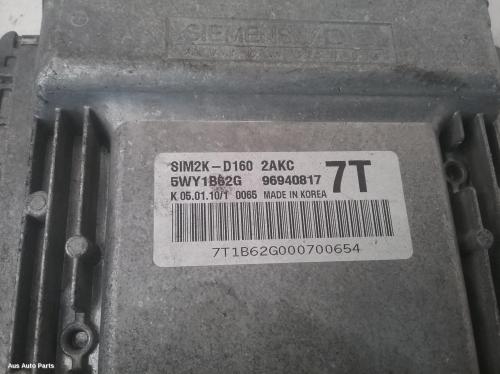 SIEMENS VDO
SIM2K-D160 2AKC
5WY1B62G 96940817 7T
K 05.01.10/1 0065 MADE IN KOREA
7T1B62G000700654
Aus Auto Parts